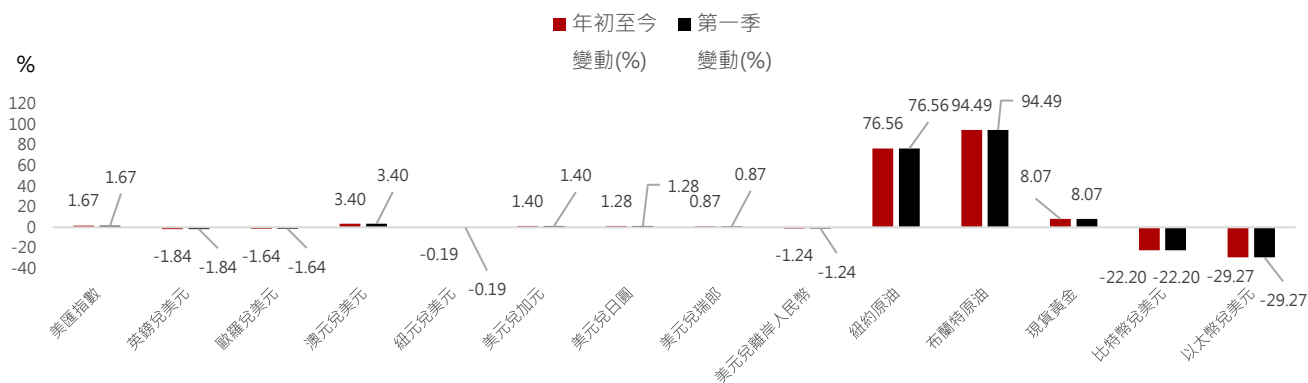 年初至今 第一季
變動(%) 變動(%)
%
120
100
80
60
40
20
0
-20
-40
1.67 1.67
-1.84 -1.84
-1.64 -1.64
3.40 3.40
-0.19 -0.19
1.40 1.40
1.28 1.28
0.87 0.87
-1.24 -1.24
76.56 76.56
94.49 94.49
8.07 8.07
-22.20 -22.20
-29.27 -29.27
美匯指數
英鎊兌美元
歐羅兌美元
澳元兌美元
紐元兌美元
美元兌加元
美元兌日圓
美元兌瑞郎
美元兌離岸人民幣
紐約原油
布蘭特原油
現貨黃金
比特幣兌美元
以太幣兌美元